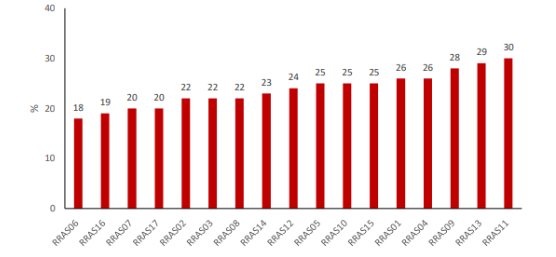 40
30
20
10
0
%
18
19
20
20
22
22
22
23
24
25
25
25
26
26
28
29
30
RRAS06
RRAS16
RRAS07
RRAS17
RRAS02
RRAS03
RRAS08
RRAS14
RRAS12
RRAS05
RRAS10
RRAS15
RRAS01
RRAS04
RRAS09
RRAS13
RRAS11